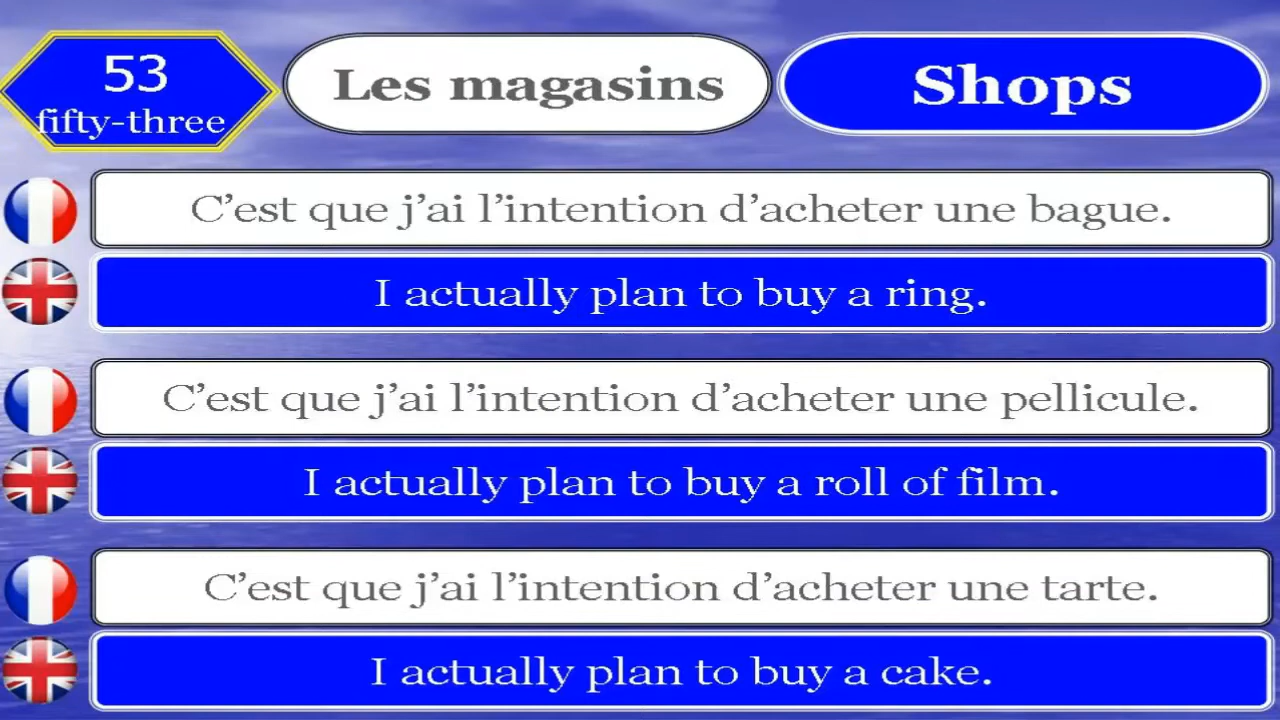 53
fifty-three
Les magasins
Shops
C’est que j’ai l’intention d’acheter une bague.
I actually plan to buy a ring.
C’est que j’ai l’intention d’acheter une pellicule.
I actually plan to buy a roll of film.
C’est que j’ai l’intention d’acheter une tarte.
I actually plan to buy a cake.